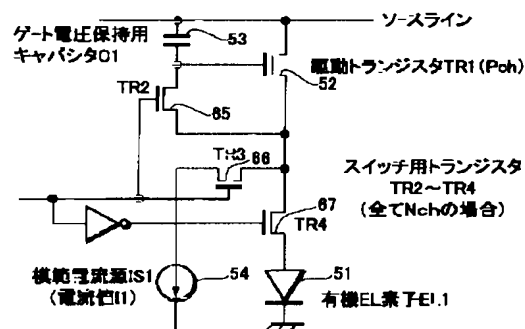 ソースライン
ゲート電圧保持用
キャパシタC1
53
駆動トランジスタTR1(Pch)
52
TR2
65
TR3
66
スイッチ用トランジスタ
TR2~TR4
(全てNchの場合)
67
TR4
模範電流源IS1
(電流値I1)
54
51
有機EL素子EL1